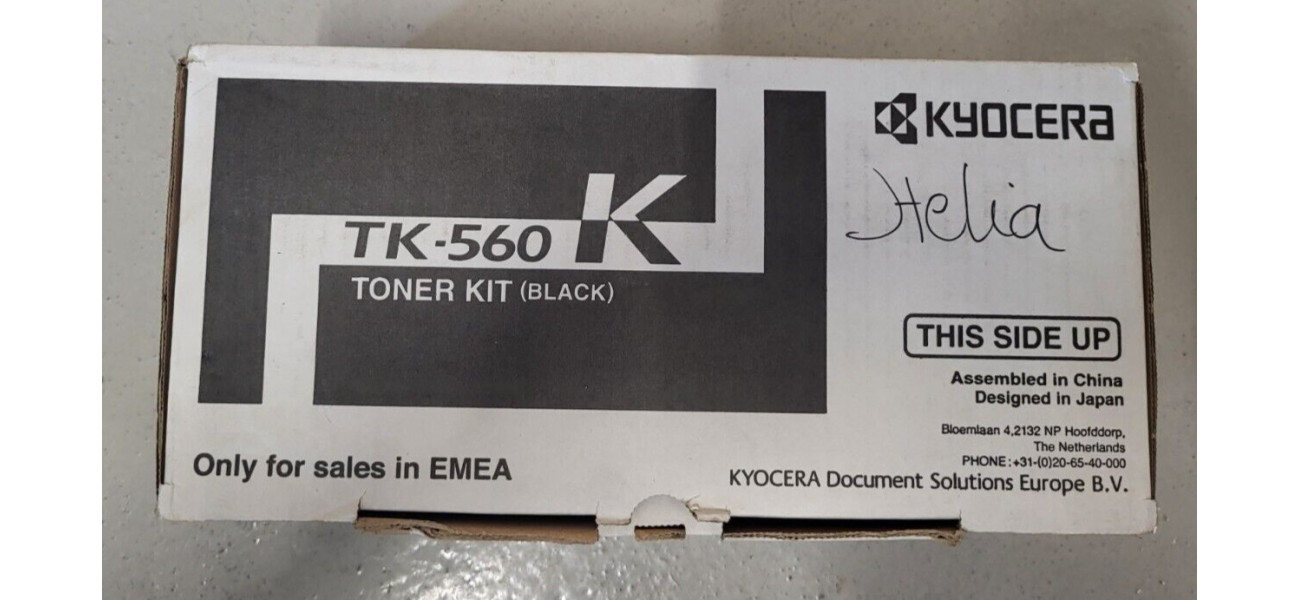 KYOCERA
Helia
TK-560 K
TONER KIT (BLACK)
THIS SIDE UP
Assembled in China
Designed in Japan
Bloemlaan 4,2132 NP Hoofddorp,
The Netherlands
PHONE:+31-(0)20-65-40-000
KYOCERA Document Solutions Europe B.V.
Only for sales in EMEA